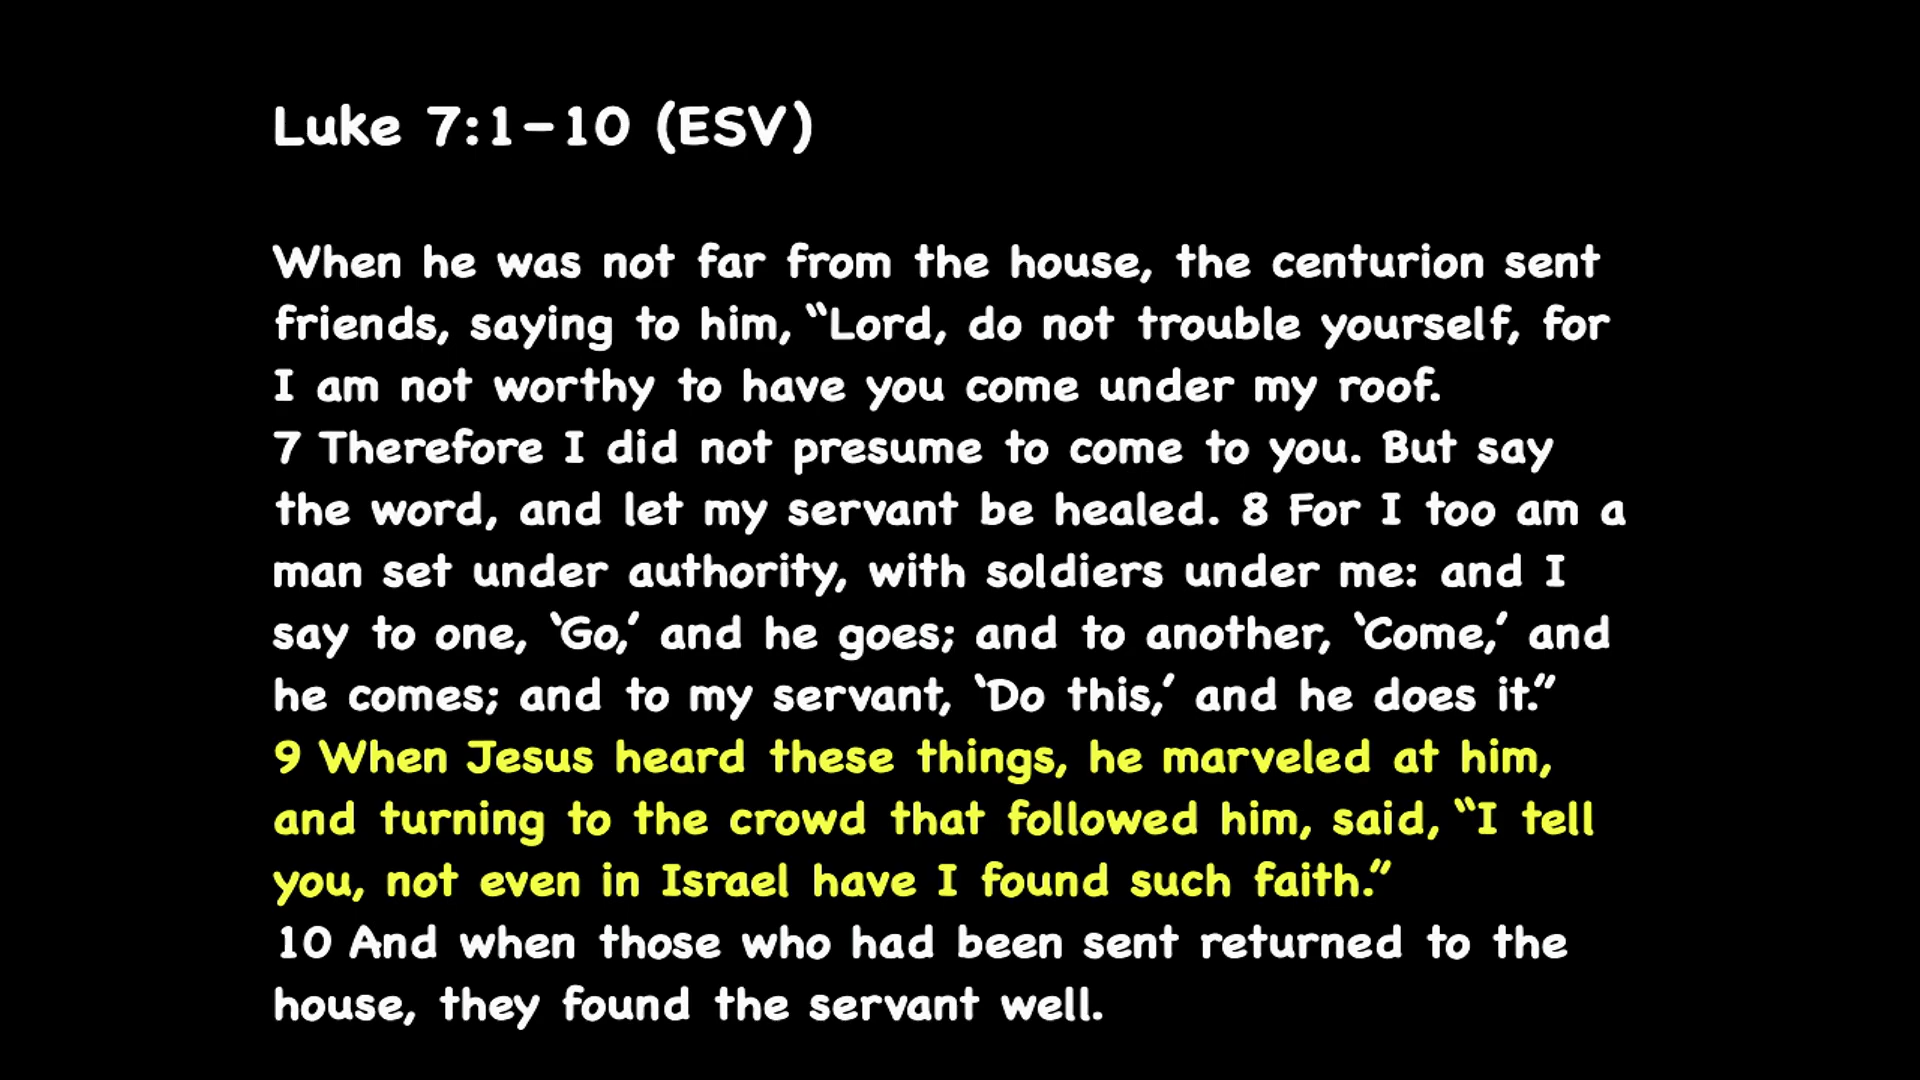 Luke 7:1–10 (ESV)
When he was not far from the house, the centurion sent
friends, saying to him, “Lord, do not trouble yourself, for
I am not worthy to have you come under my roof.
7 Therefore I did not presume to come to you. But say
the word, and let my servant be healed. 8 For I too am a
man set under authority, with soldiers under me: and I
say to one, ‘Go,’ and he goes; and to another, ‘Come,’ and
he comes; and to my servant, ‘Do this,’ and he does it.”
9 When Jesus heard these things, he marveled at him,
and turning to the crowd that followed him, said, “I tell
you, not even in Israel have I found such faith.”
10 And when those who had been sent returned to the
house, they found the servant well.